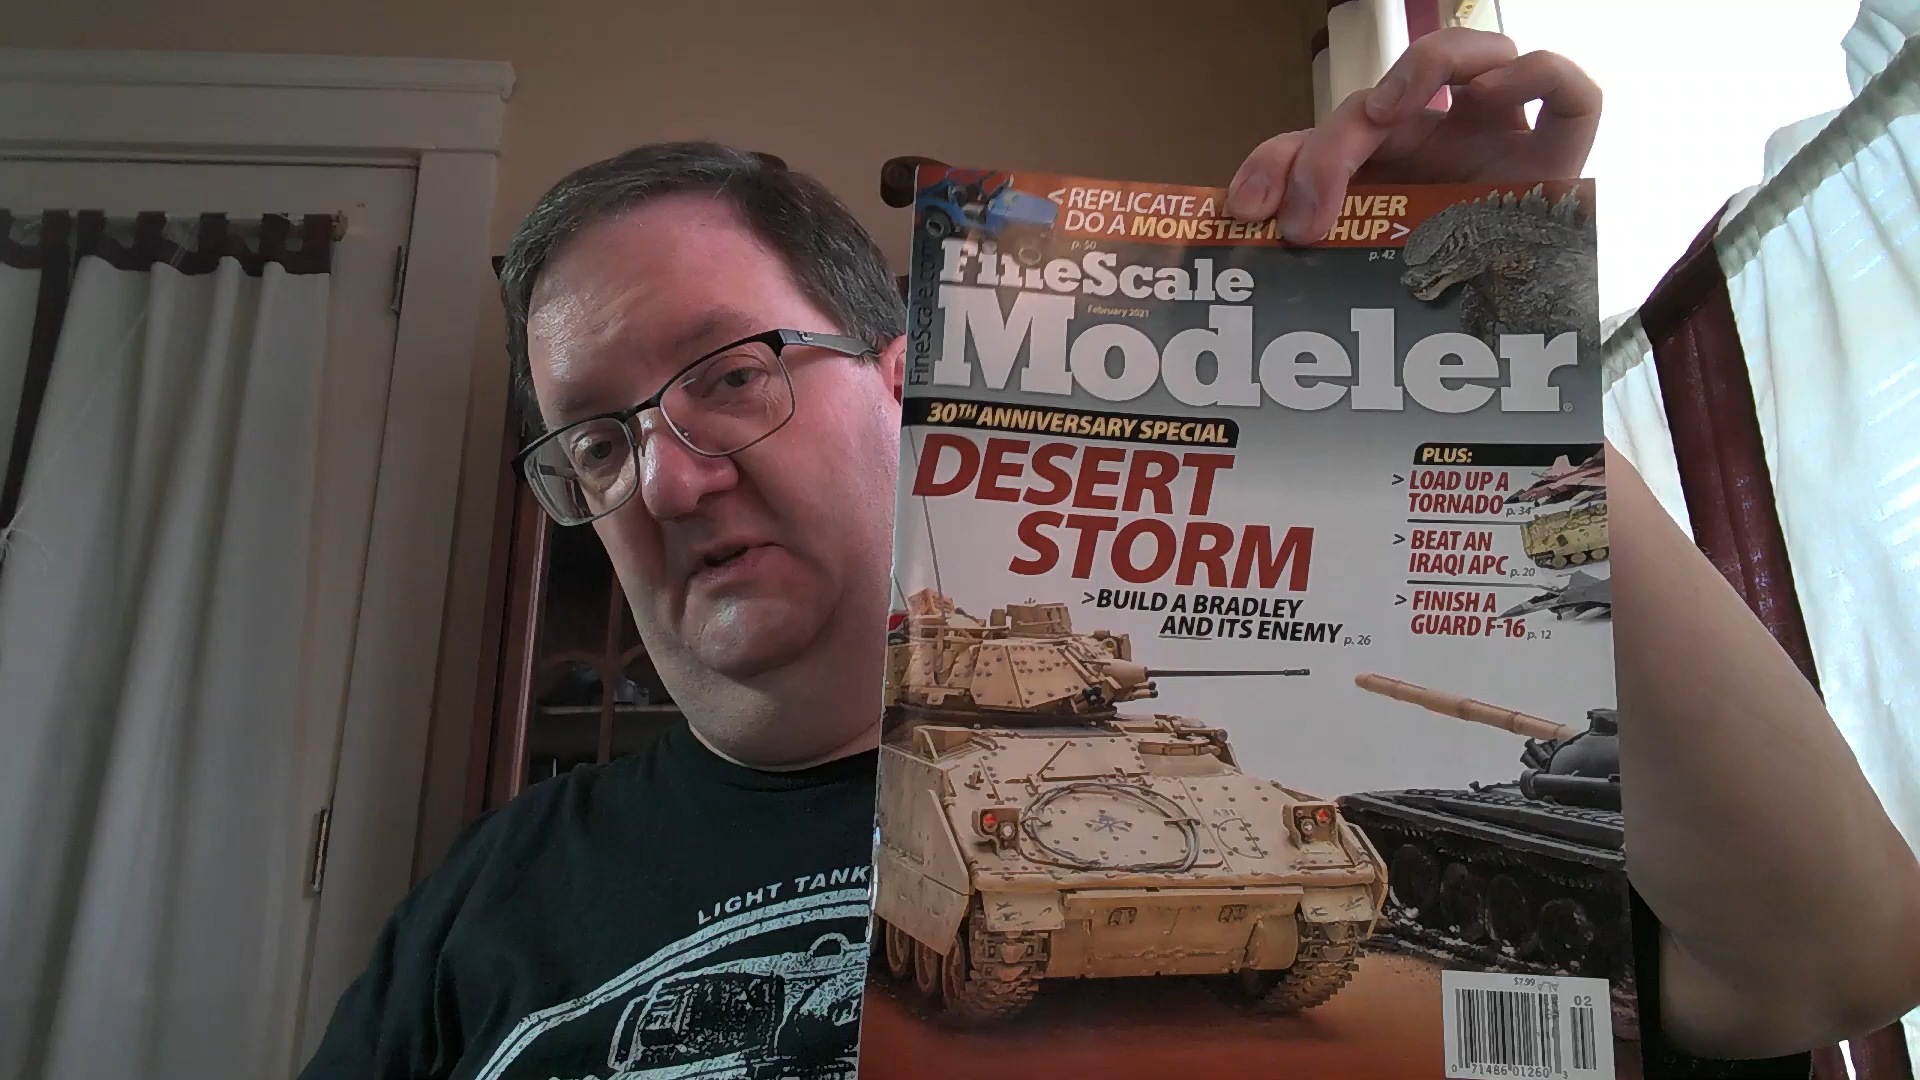 <REPLICATE A
DO A MONSTER
HUP>
p. 50
p. 42
FineScale
Modeler
February 2021
FineScale.com
30TH ANNIVERSARY SPECIAL
DESERT
STORM
>BUILD A BRADLEY
AND ITS ENEMY p. 26
PLUS:
> LOAD UP A
TORNADO p. 34
> BEAT AN
IRAQI APC p. 20
> FINISH A
GUARD F-16 p. 12
LIGHT TANK
A31
$7.99
02
0 71486 01260 3